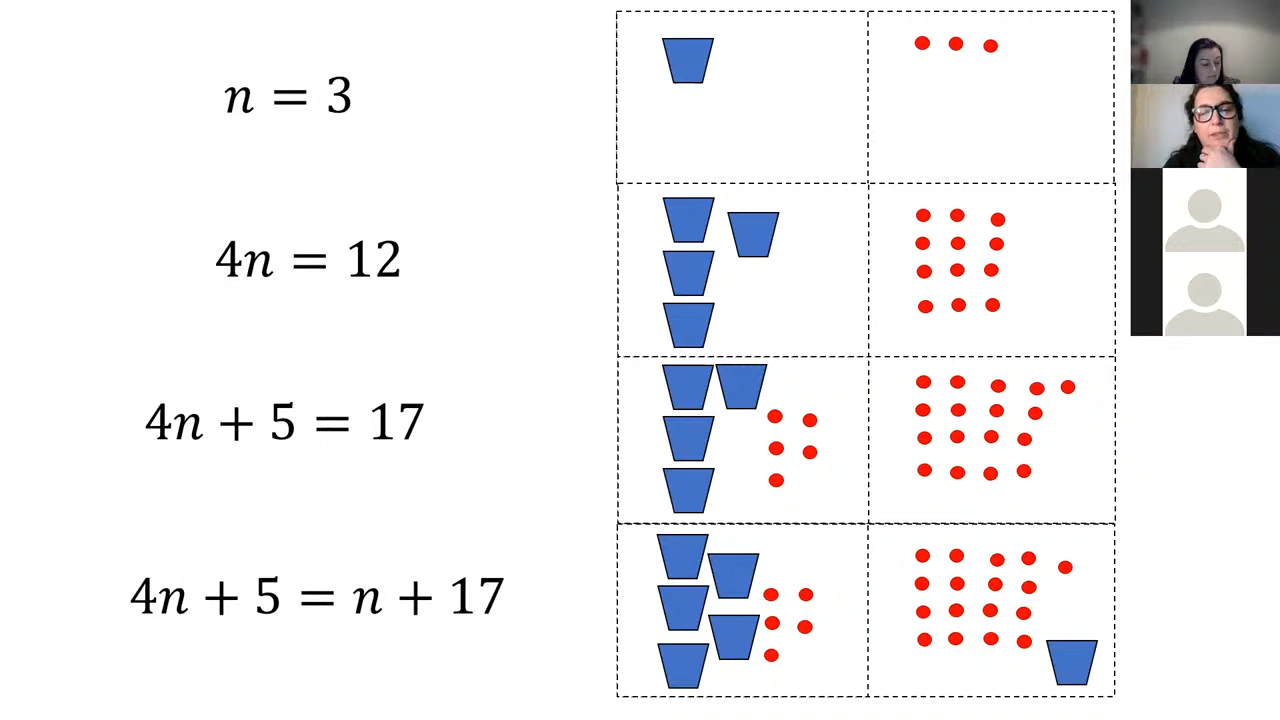 n = 3
4n = 12
4n + 5 = 17
4n + 5 = n + 17